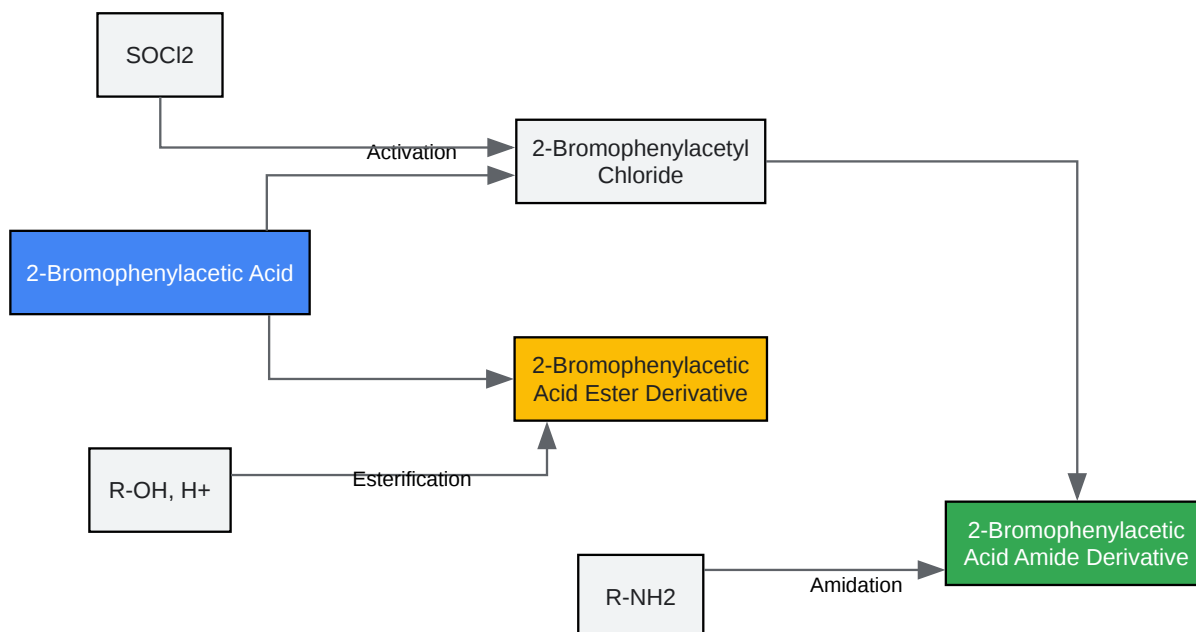 SOCl2
Activation
2-Bromophenylacetyl
Chloride
2-Bromophenylacetic Acid
2-Bromophenylacetic
Acid Ester Derivative
R-OH, H+
Esterification
2-Bromophenylacetic
Acid Amide Derivative
R-NH2
Amidation